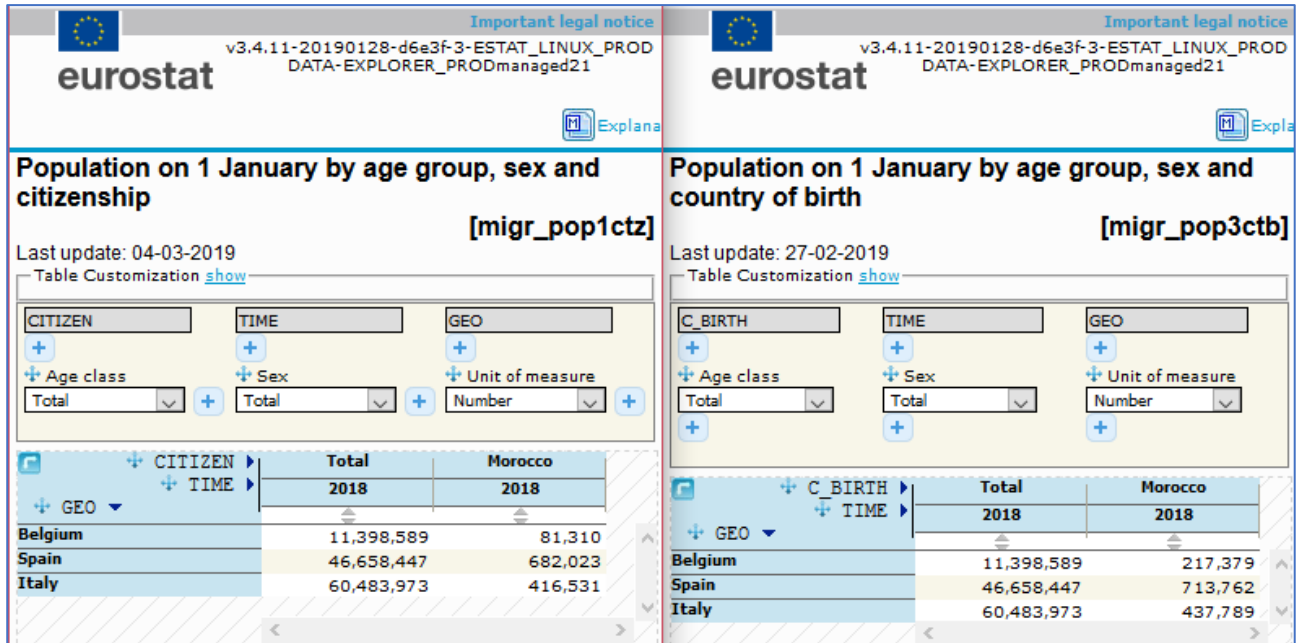 Important legal notice
v3.4.11-20190128-d6e3f-3-ESTAT_LINUX_PROD
DATA-EXPLORER_PRODmanaged21
eurostat
Explana
Population on 1 January by age group, sex and
citizenship
[migr_pop1ctz]
Last update: 04-03-2019
Table Customization show
CITIZEN TIME GEO
+ + +
Age class Sex Unit of measure
Total + Total + Number +
CITIZEN Total Morocco
TIME 2018 2018
GEO
Belgium 11,398,589 81,310
Spain 46,658,447 682,023
Italy 60,483,973 416,531
Important legal notice
v3.4.11-20190128-d6e3f-3-ESTAT_LINUX_PROD
DATA-EXPLORER_PRODmanaged21
eurostat
Expla
Population on 1 January by age group, sex and
country of birth
[migr_pop3ctb]
Last update: 27-02-2019
Table Customization show
C_BIRTH TIME GEO
+ + +
Age class Sex Unit of measure
Total Total Number
+ + +
C_BIRTH Total Morocco
TIME 2018 2018
GEO
Belgium 11,398,589 217,379
Spain 46,658,447 713,762
Italy 60,483,973 437,789